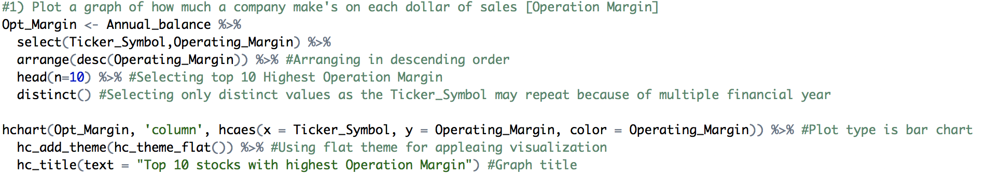 #1) Plot a graph of how much a company make's on each dollar of sales [Operation Margin]
Opt_Margin <- Annual_balance %>%
  select(Ticker_Symbol,Operating_Margin) %>%
  arrange(desc(Operating_Margin)) %>% #Arranging in descending order
  head(n=10) %>% #Selecting top 10 Highest Operation Margin
  distinct() #Selecting only distinct values as the Ticker_Symbol may repeat because of multiple financial year

hchart(Opt_Margin, 'column', hcaes(x = Ticker_Symbol, y = Operating_Margin, color = Operating_Margin)) %>% #Plot type is bar chart
  hc_add_theme(hc_theme_flat()) %>% #Using flat theme for appleaing visualization
  hc_title(text = "Top 10 stocks with highest Operation Margin") #Graph title